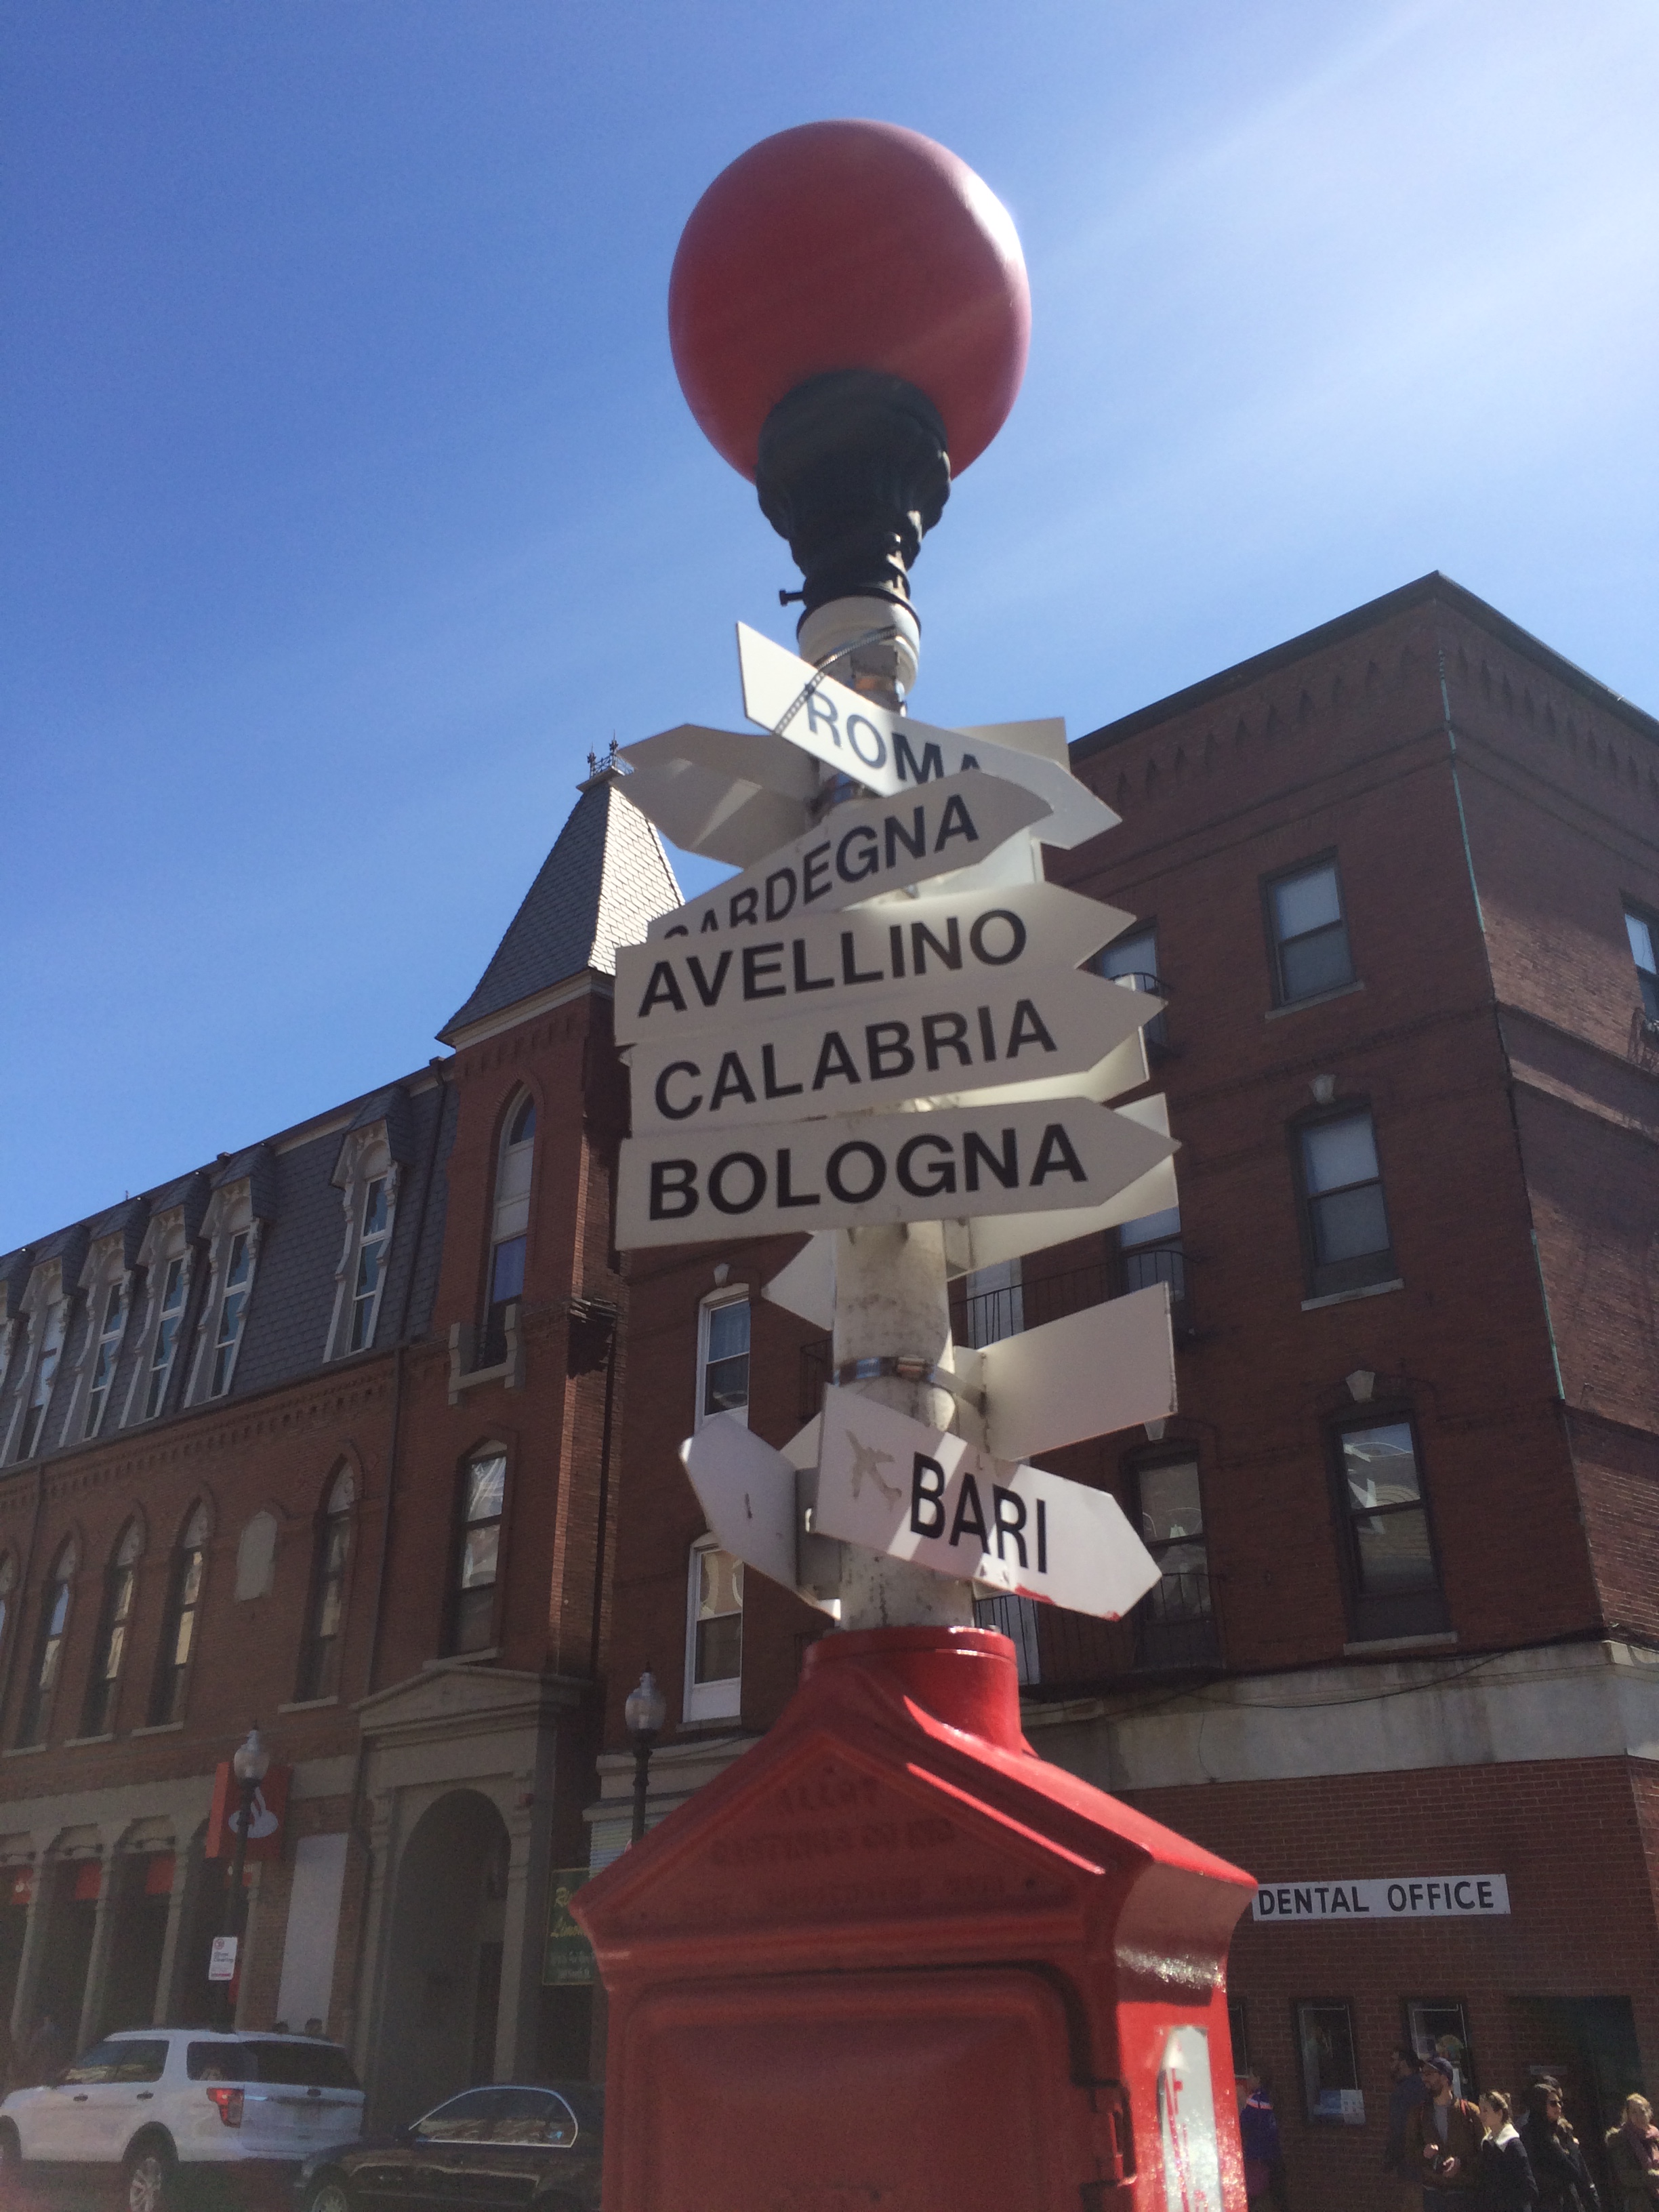 ROMA
SARDEGNA
AVELLINO
CALABRIA
BOLOGNA
BARI
DENTAL OFFICE